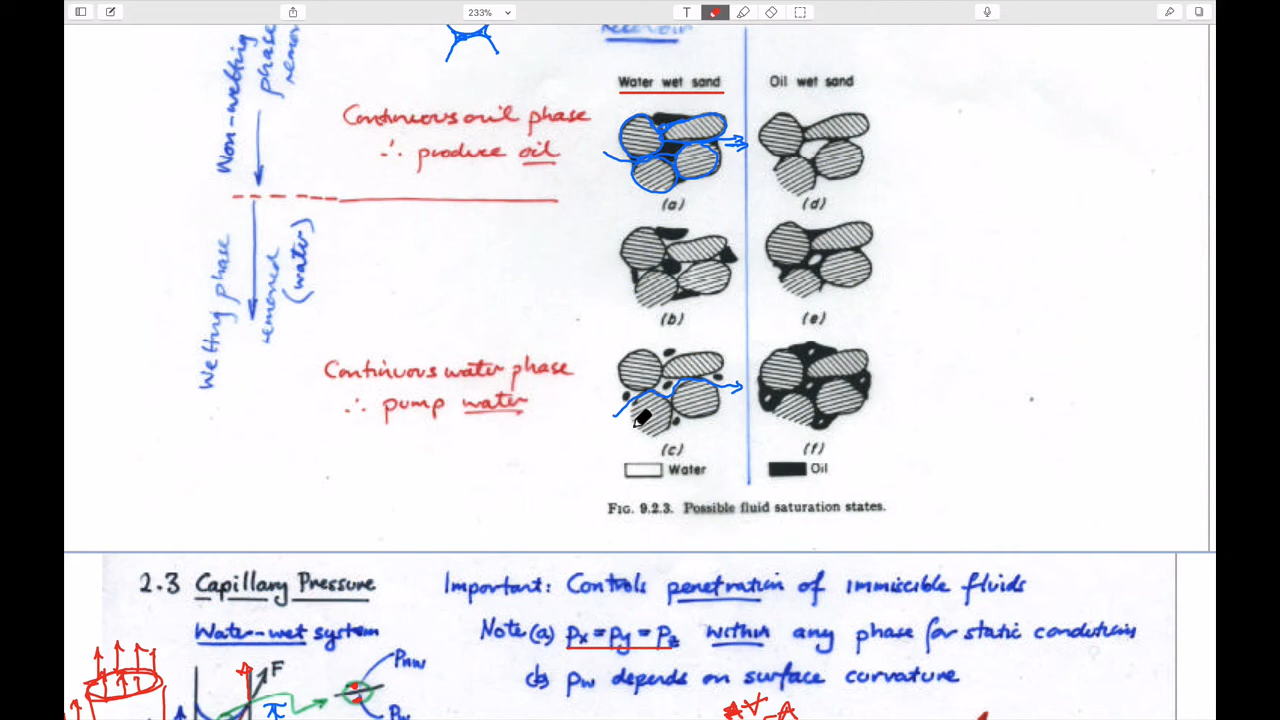 233%
T
Reservoir
Non-wetting
phase
Water wet sand
Oil wet sand
Continuous oil phase
∴ produce oil
(a)
(d)
Wetting phase
removed
(water)
(b)
(e)
Continuous water phase
∴ pump water
(c)
(f)
Water
Oil
FIG. 9.2.3. Possible fluid saturation states.
2.3 Capillary Pressure
Important: Controls penetration of immiscible fluids
Water-wet system
Note (a) px = py = pz within any phase for static conditions
(b) pw depends on surface curvature
F
Pnw
Pw